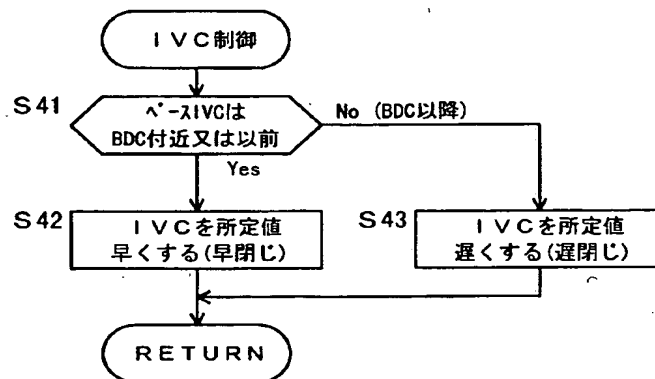 IVC制御
S41
ベースIVCは
BDC付近又は以前
No (BDC以降)
Yes
S42
IVCを所定値
早くする(早閉じ)
S43
IVCを所定値
遅くする(遅閉じ)
RETURN